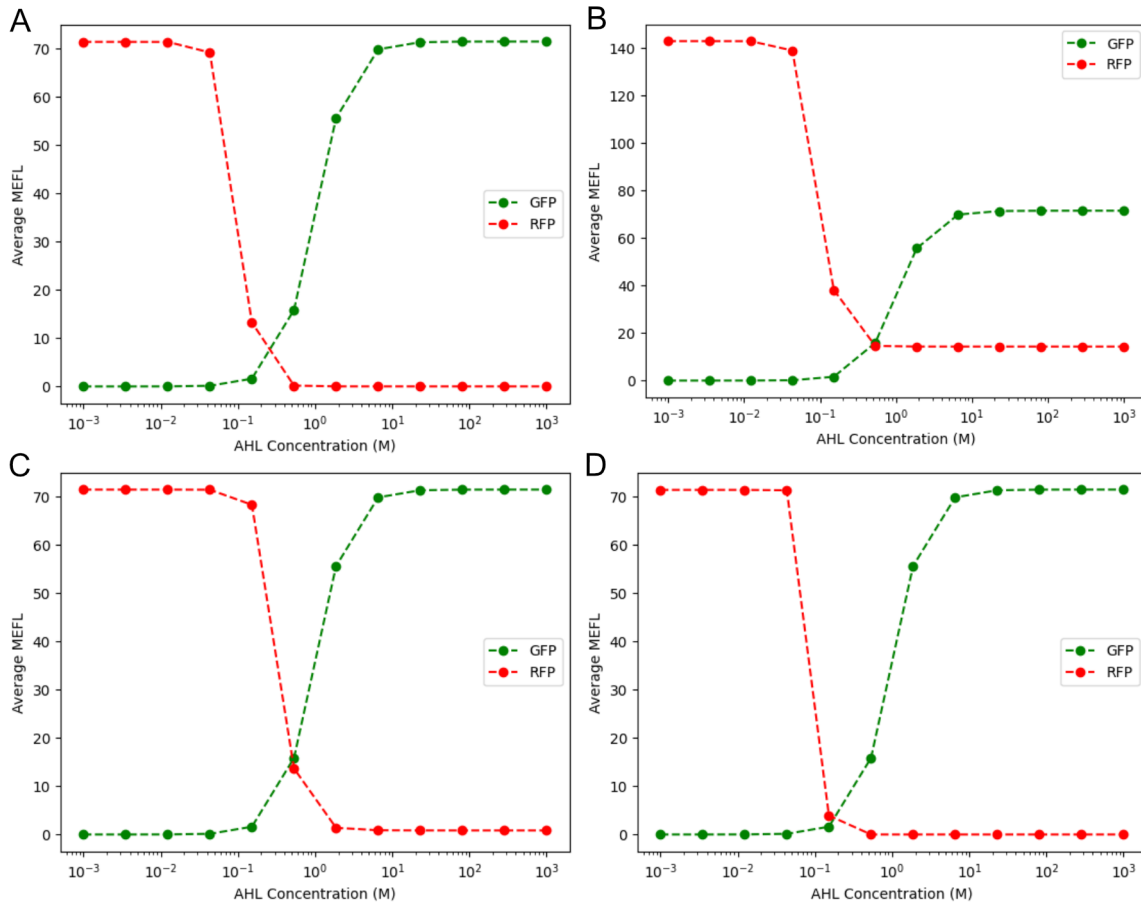 A
70
60
50
40
30
20
10
0
Average MEFL
GFP
RFP
10⁻³ 10⁻² 10⁻¹ 10⁰ 10¹ 10² 10³
AHL Concentration (M)
B
140
120
100
80
60
40
20
0
Average MEFL
GFP
RFP
10⁻³ 10⁻² 10⁻¹ 10⁰ 10¹ 10² 10³
AHL Concentration (M)
C
70
60
50
40
30
20
10
0
Average MEFL
GFP
RFP
10⁻³ 10⁻² 10⁻¹ 10⁰ 10¹ 10² 10³
AHL Concentration (M)
D
70
60
50
40
30
20
10
0
Average MEFL
GFP
RFP
10⁻³ 10⁻² 10⁻¹ 10⁰ 10¹ 10² 10³
AHL Concentration (M)